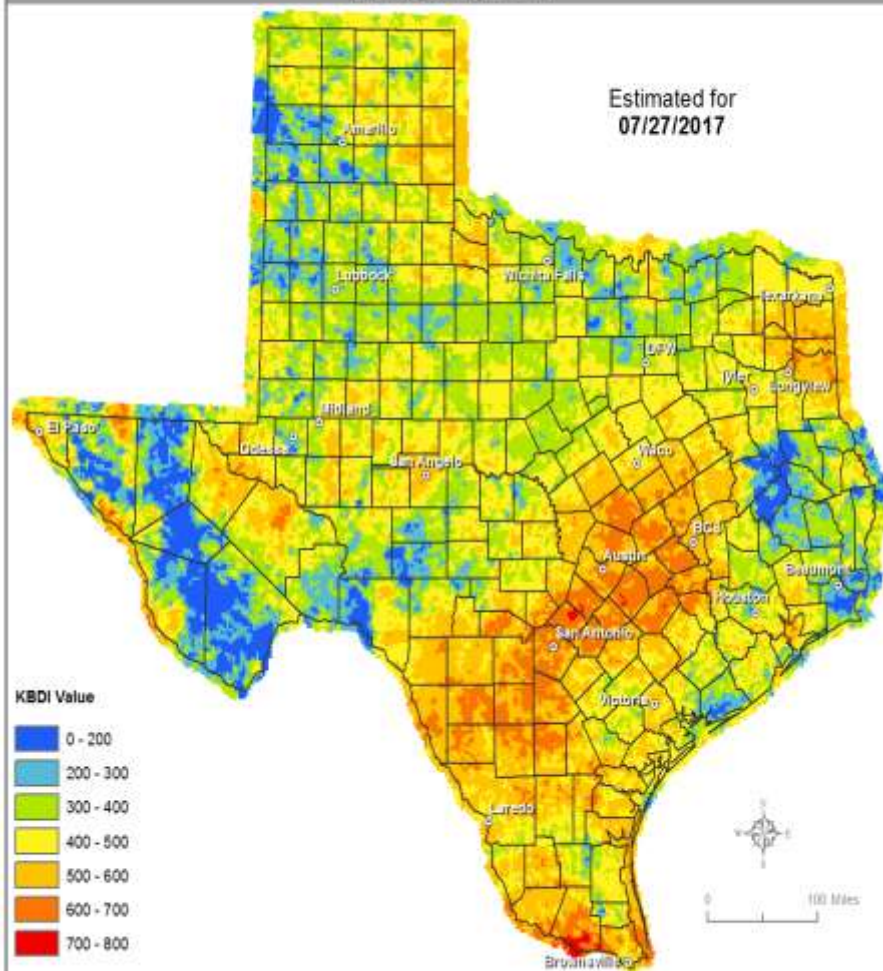 Estimated for
07/27/2017
Amarillo
Lubbock
Wichita Falls
Texarkana
DFW
Tyler
Longview
Midland
El Paso
Odessa
San Angelo
Waco
BCS
Austin
Beaumont
Houston
San Antonio
Victoria
KBDI Value
0 - 200
200 - 300
300 - 400
400 - 500
500 - 600
600 - 700
700 - 800
Laredo
W
E
0
100 Miles
Brownsville